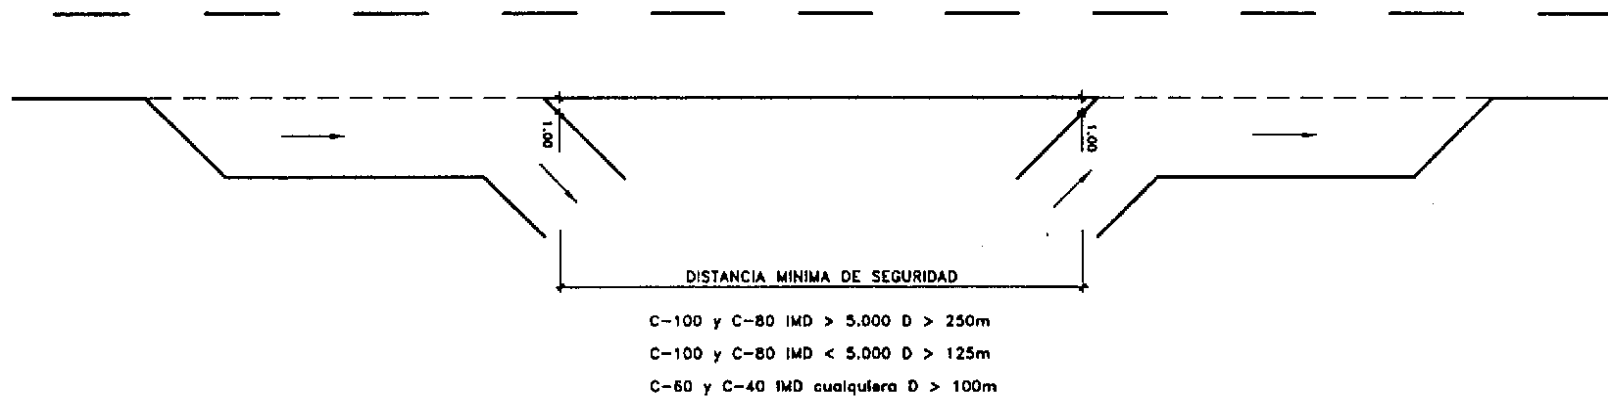 1.00
1.00
DISTANCIA MINIMA DE SEGURIDAD
C-100 y C-80 IMD > 5.000 D > 250m
C-100 y C-80 IMD < 5.000 D > 125m
C-60 y C-40 IMD cualquiera D > 100m